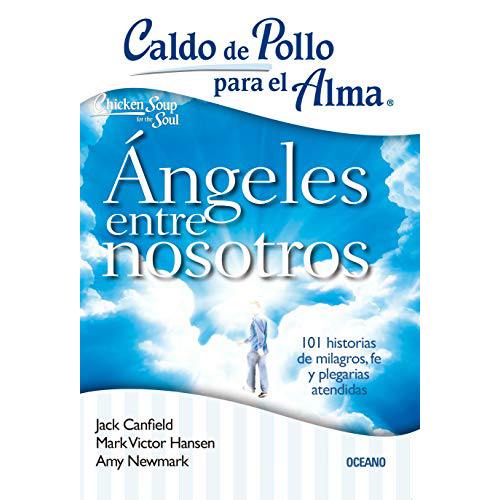 Caldo de Pollo
para el Alma®
Chicken Soup
for the
Soul
Ángeles
entre
nosotros
101 historias
de milagros, fe
y plegarias
atendidas
Jack Canfield
Mark Victor Hansen
Amy Newmark
OCEANO